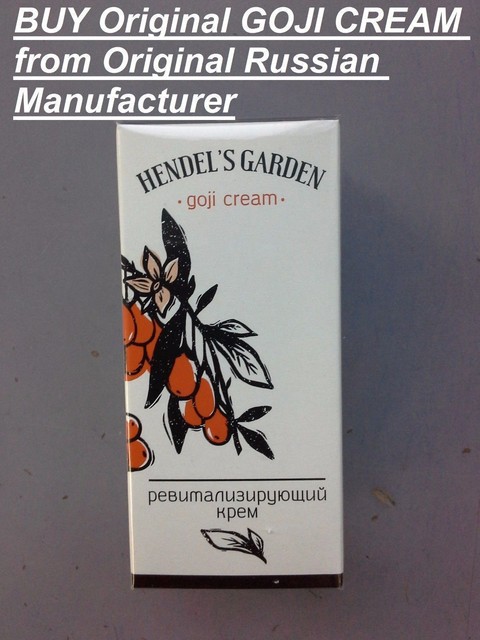 BUY Original GOJI CREAM
from Original Russian
Manufacturer
HENDEL'S GARDEN
• goji cream •
ревитализирующий
крем